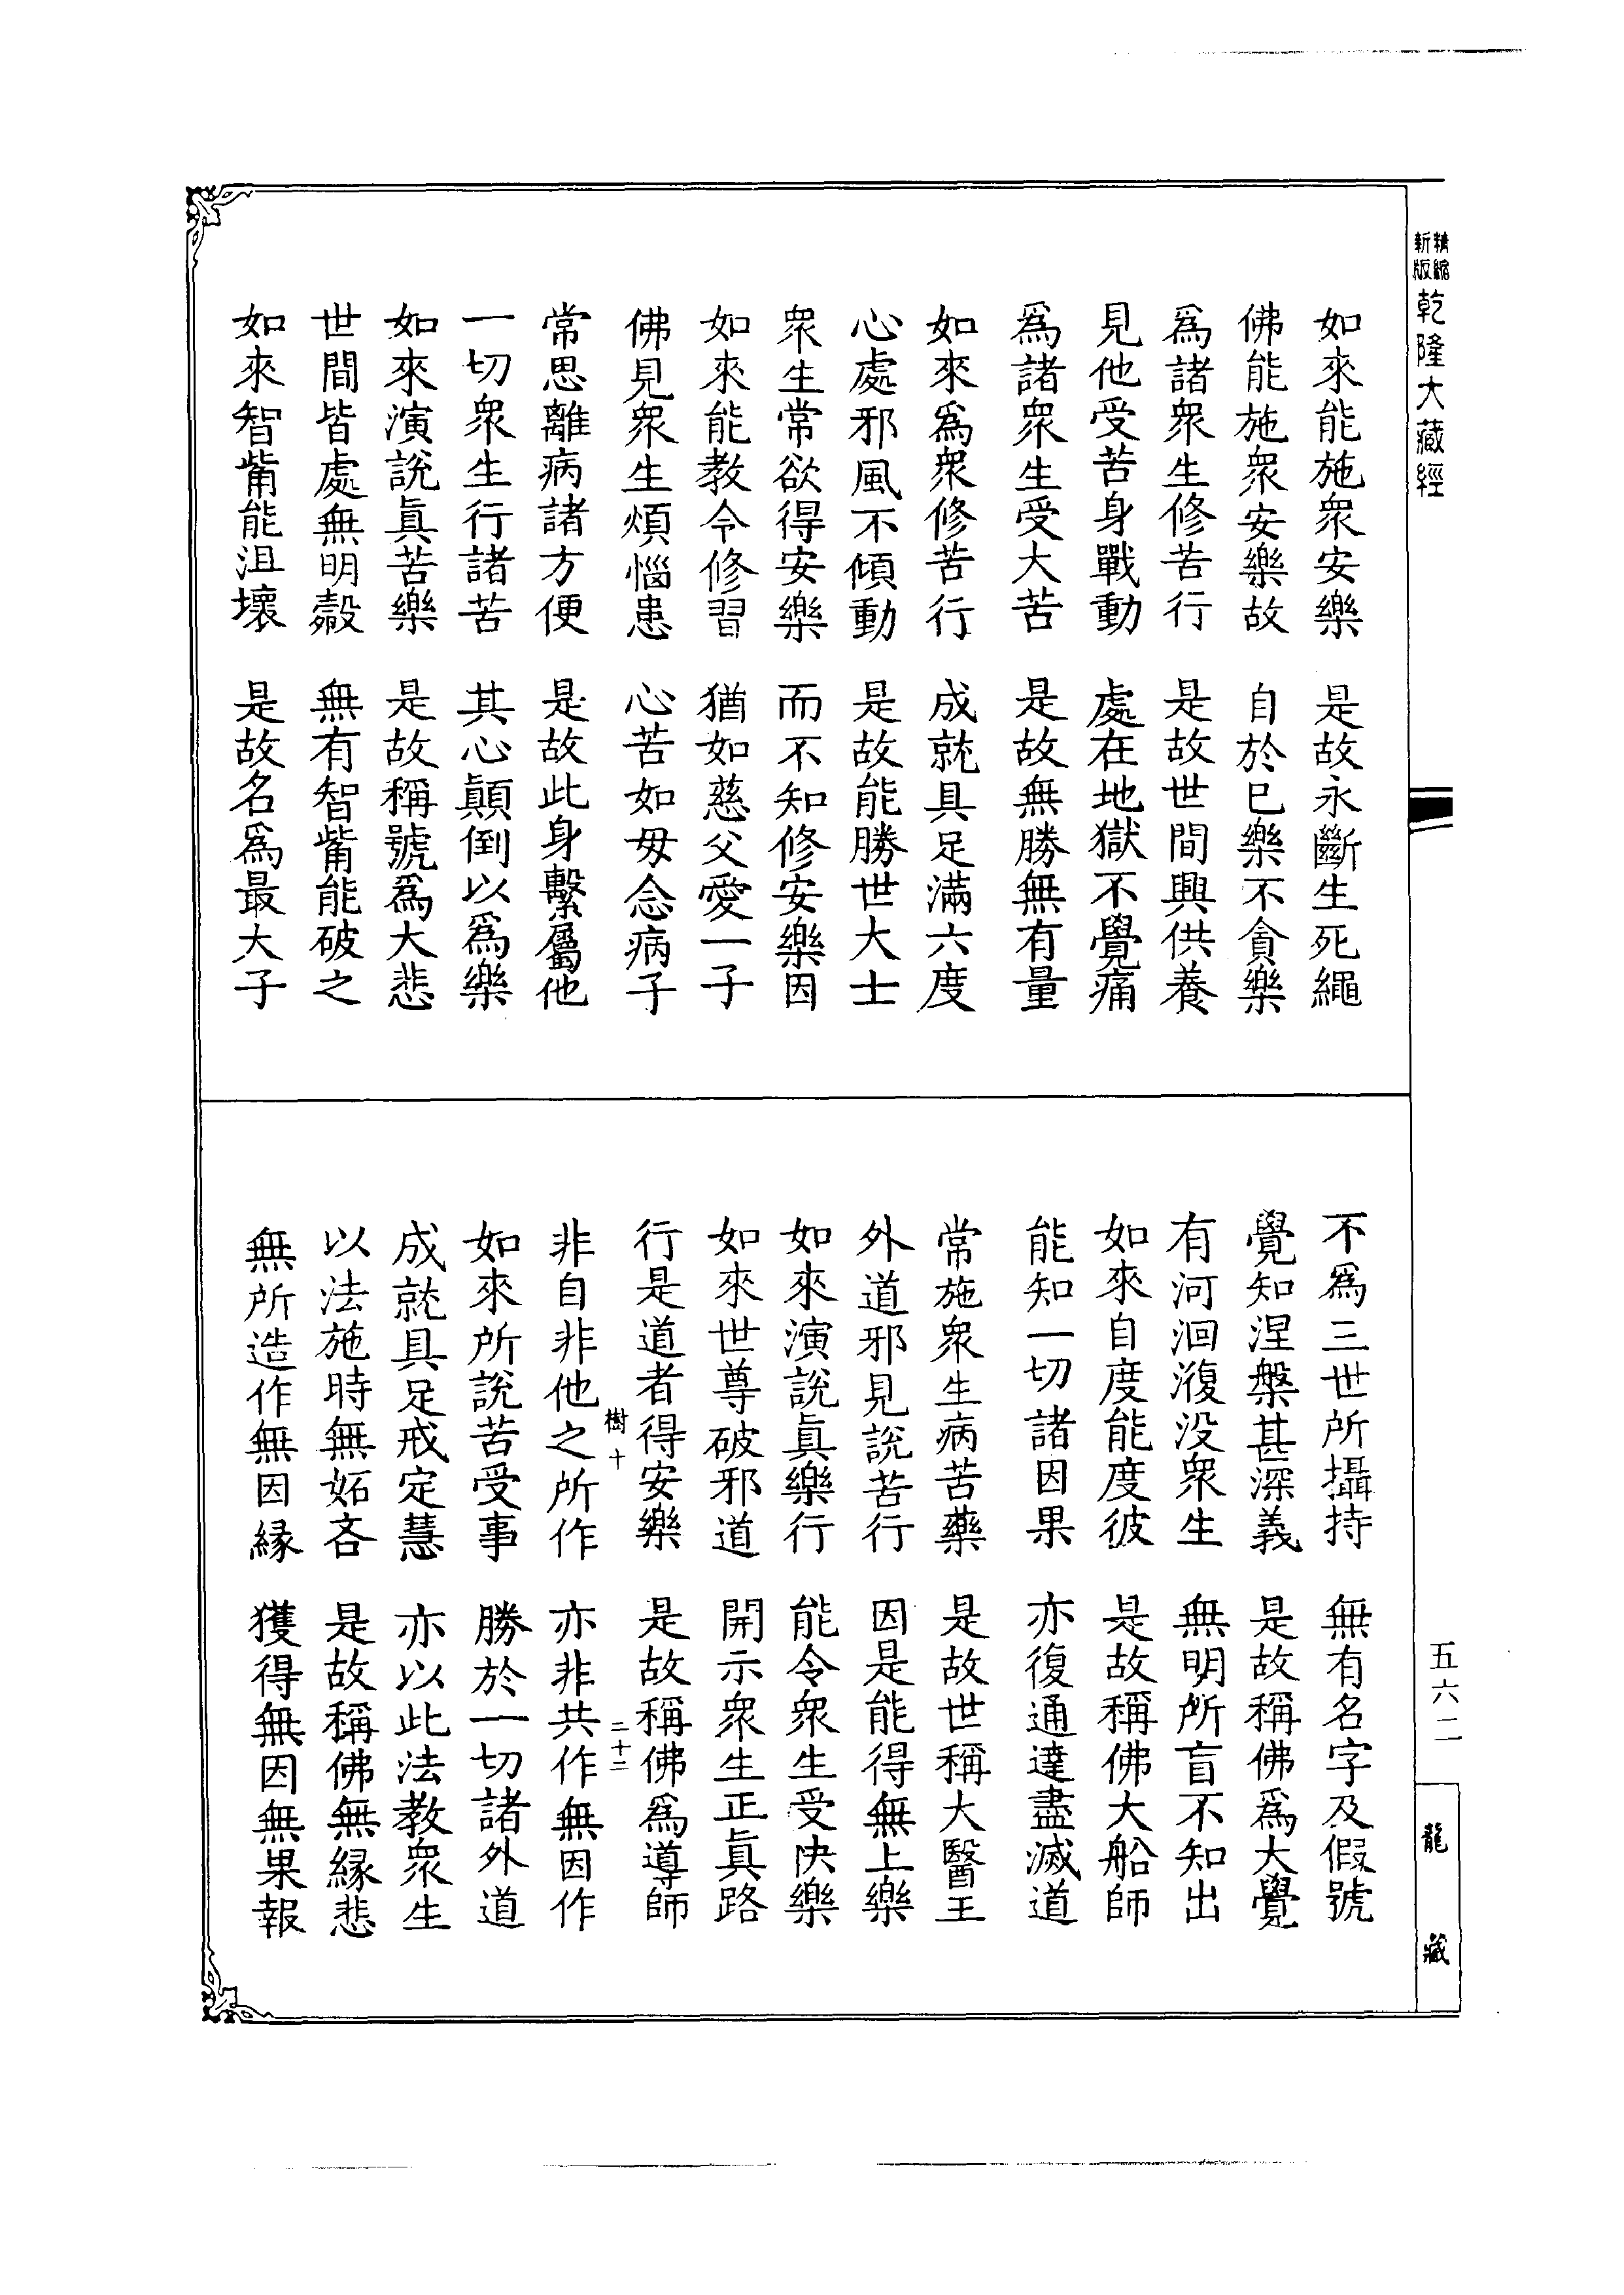 精縮
新版
乾隆大藏經
如來能施衆安樂　是故永斷生死繩
佛能施衆安樂故　自於已樂不貪樂
爲諸衆生修苦行　是故世間興供養
見他受苦身戰動　處在地獄不覺痛
爲諸衆生受大苦　是故無勝無有量
如來爲衆修苦行　成就具足滿六度
心處邪風不傾動　是故能勝世大士
衆生常欲得安樂　而不知修安樂因
如來能教令修習　猶如慈父愛一子
佛見衆生煩惱患　心苦如毋念病子
常思離病諸方便　是故此身繫屬他
一切衆生行諸苦　其心顛倒以爲樂
如來演說眞苦樂　是故稱號爲大悲
世間皆處無明㲉　無有智觜能破之
如來智觜能沮壞　是故名爲最大子
不爲三世所攝持　無有名字及假號
覺知涅槃甚深義　是故稱佛爲大覺
有河洄澓没衆生　無明所盲不知出
如來自度能度彼　是故稱佛大船師
能知一切諸因果　亦復通達盡滅道
常施衆生病苦藥　是故世稱大醫王
外道邪見說苦行　因是能得無上樂
如來演說眞樂行　能令衆生受快樂
如來世尊破邪道　開示衆生正眞路
行是道者得安樂　是故稱佛爲導師
樹十　二十三
非自非他之所作　亦非共作無因作
如來所說苦受事　勝於一切諸外道
成就具足戒定慧　亦以此法教衆生
以法施時無妬吝　是故稱佛無緣悲
無所造作無因緣　獲得無因無果報
五六二
龍藏